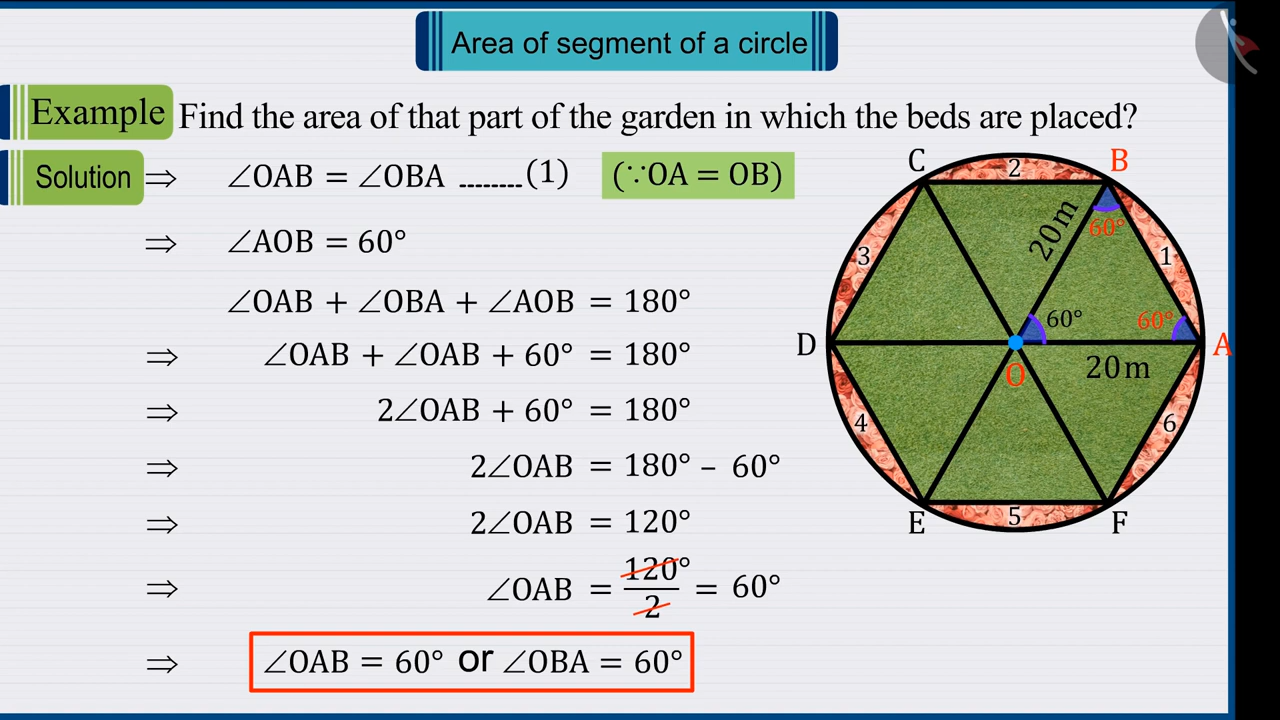 Area of segment of a circle
Example Find the area of that part of the garden in which the beds are placed?
Solution ⇒ ∠OAB = ∠OBA ........(1) (∵OA = OB)
⇒ ∠AOB = 60°
∠OAB + ∠OBA + ∠AOB = 180°
⇒ ∠OAB + ∠OAB + 60° = 180°
⇒ 2∠OAB + 60° = 180°
⇒ 2∠OAB = 180° – 60°
⇒ 2∠OAB = 120°
⇒ ∠OAB = 120°/2 = 60°
⇒ ∠OAB = 60° or ∠OBA = 60°
C 2 B
20m 60°
3 1
60° 60°
D O 20m A
4 6
E 5 F